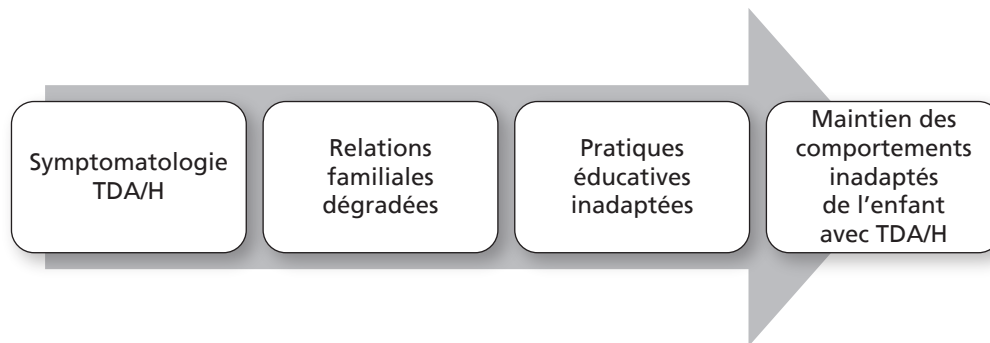 Symptomatologie
TDA/H
Relations
familiales
dégradées
Pratiques
éducatives
inadaptées
Maintien des
comportements
inadaptés
de l’enfant
avec TDA/H